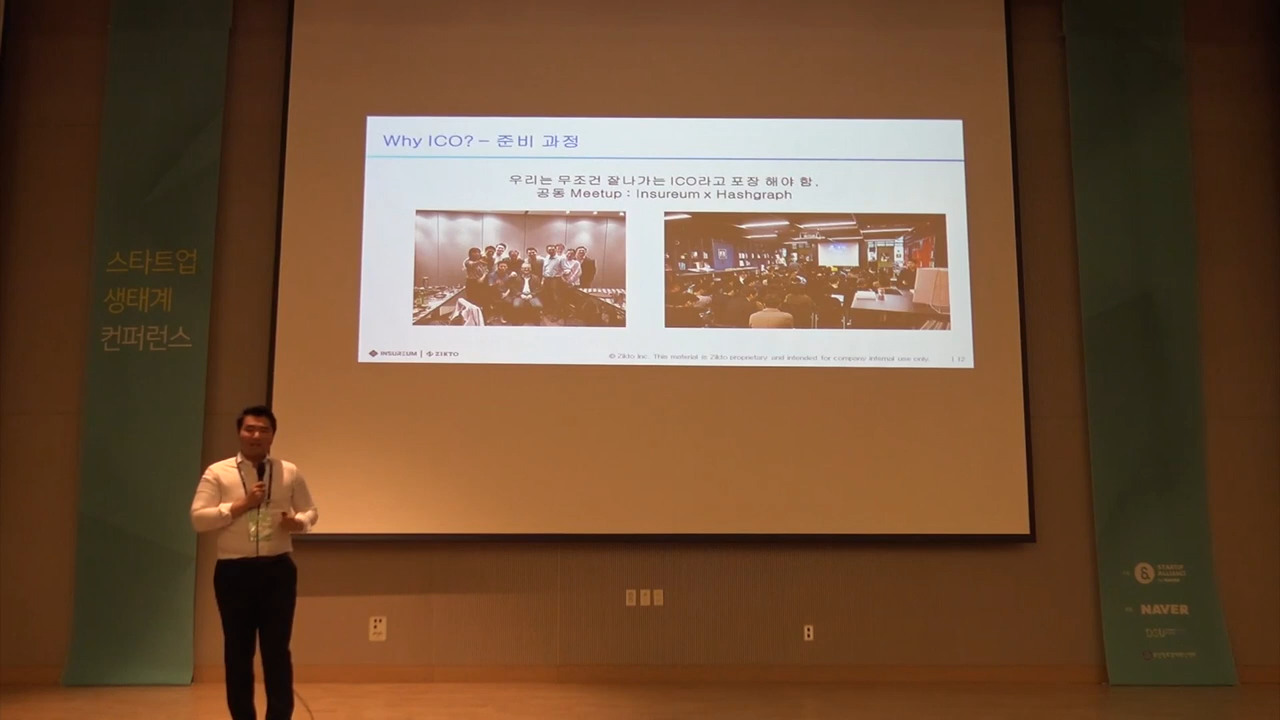 Why ICO? – 준비 과정
우리는 무조건 잘나가는 ICO라고 포장 해야 함.
공동 Meetup : Insureum x Hashgraph
INSUREUM | ZIKTO
© Zikto Inc. This material is Zikto proprietary and intended for company internal use only. | 12
스타트업
생태계
컨퍼런스
STARTUP
ALLIANCE
NAVER